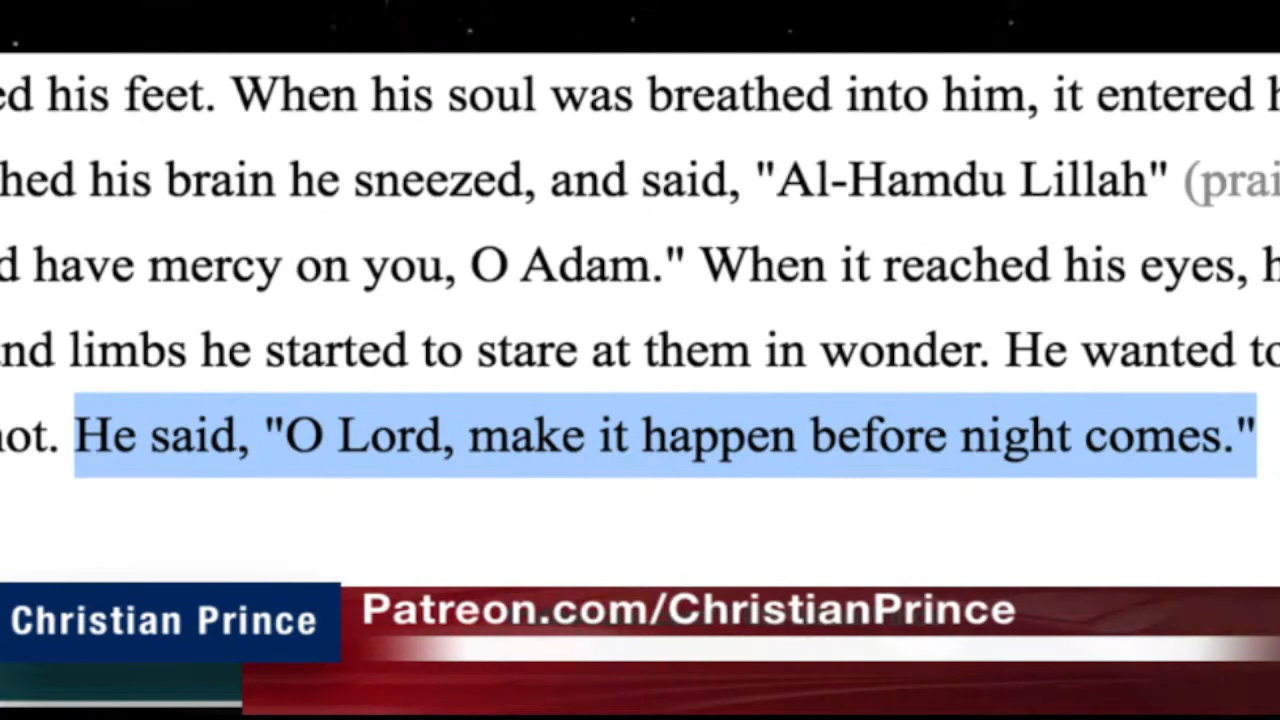 ed his feet. When his soul was breathed into him, it entered h
hed his brain he sneezed, and said, "Al-Hamdu Lillah" (prai
d have mercy on you, O Adam." When it reached his eyes, h
nd limbs he started to stare at them in wonder. He wanted to
not. He said, "O Lord, make it happen before night comes."
Christian Prince
Patreon.com/ChristianPrince